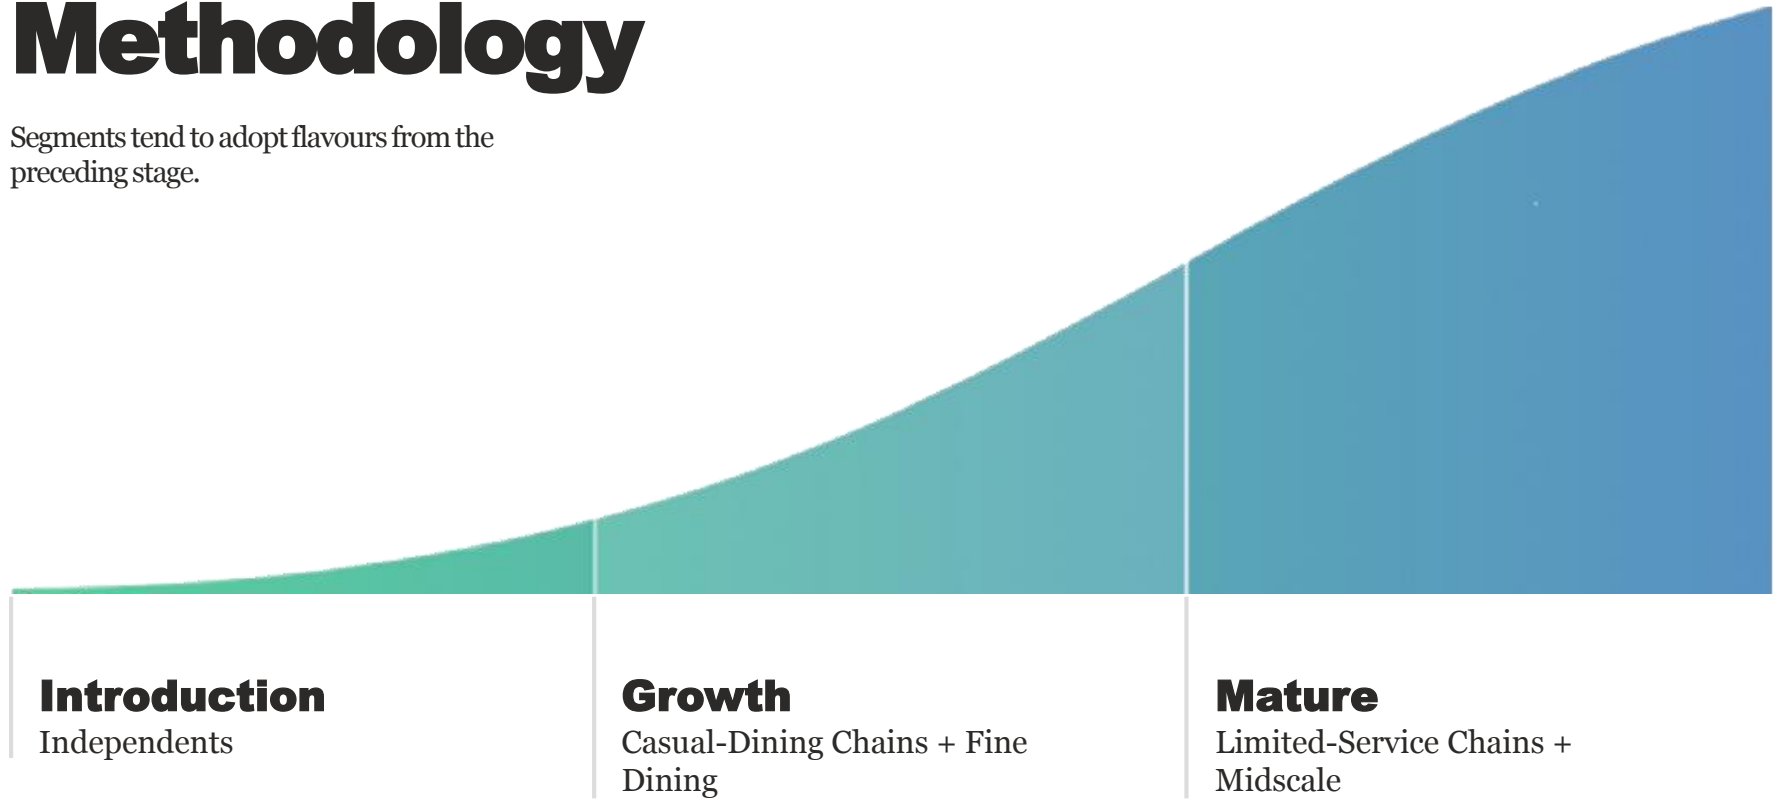 Methodology
Segments tend to adopt flavours from the
preceding stage.
Introduction
Independents
Growth
Casual-Dining Chains + Fine
Dining
Mature
Limited-Service Chains +
Midscale